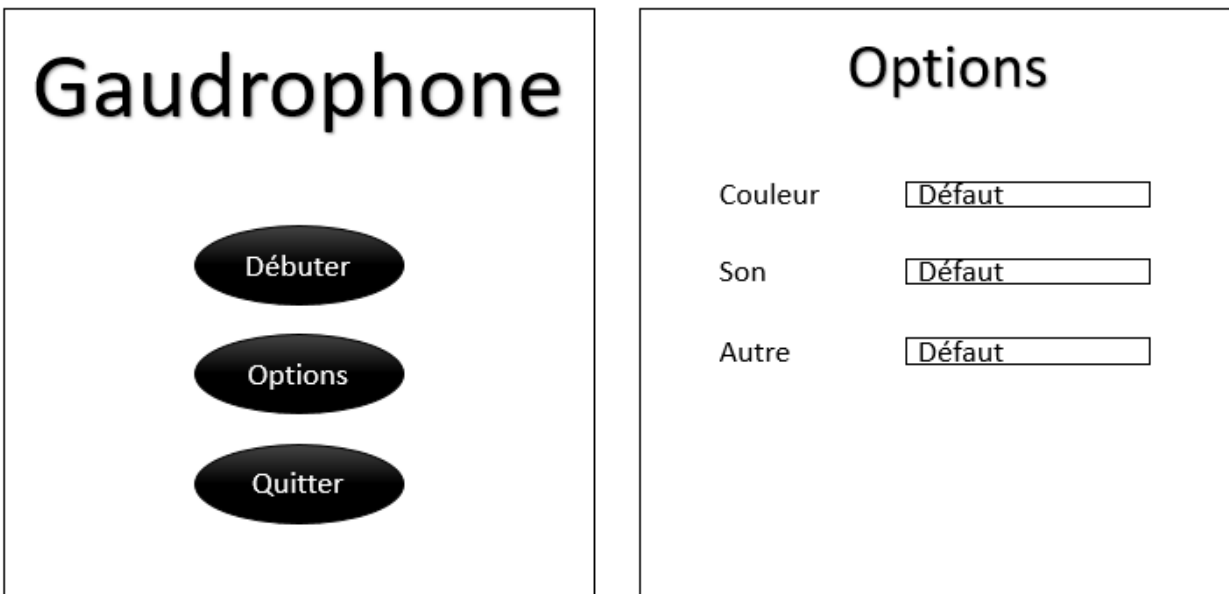 Gaudrophone
Débuter
Options
Quitter
Options
Couleur Défaut
Son Défaut
Autre Défaut